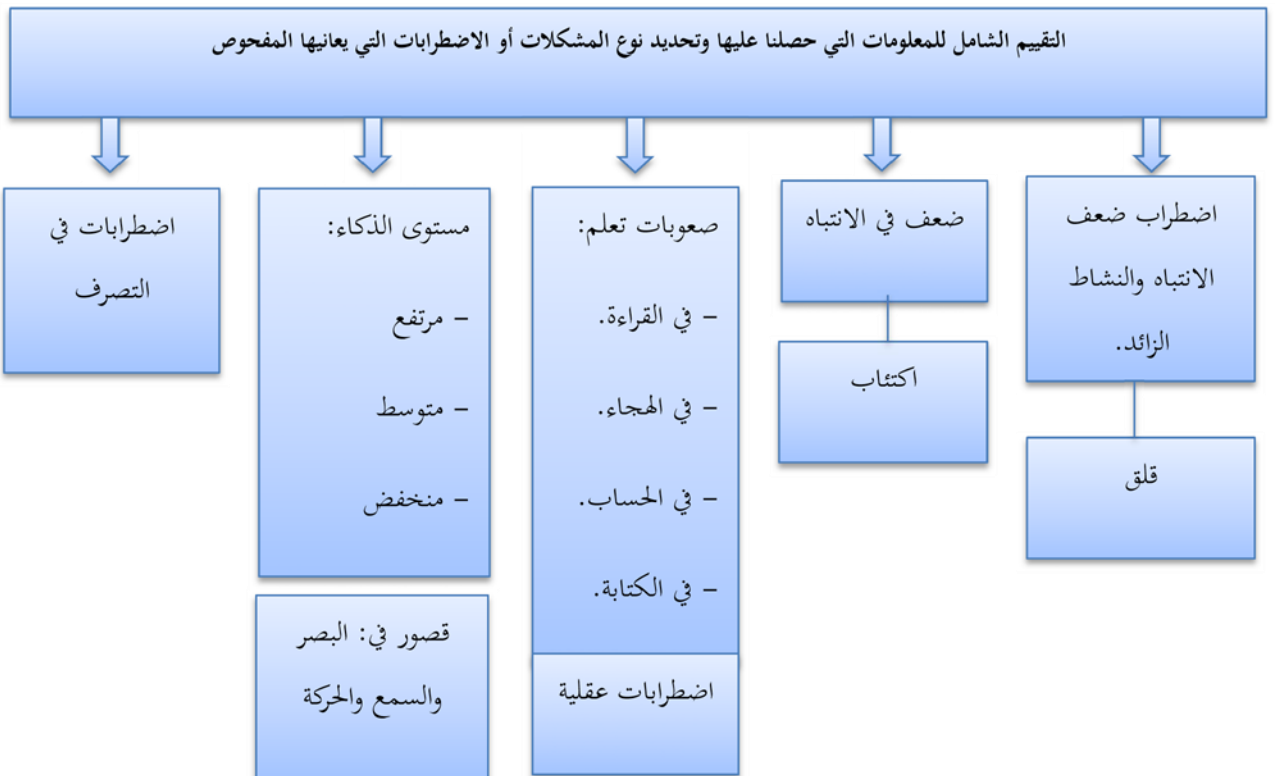 التقييم الشامل للمعلومات التي حصلنا عليها وتحديد نوع المشكلات أو الاضطرابات التي يعانيها المفحوص
اضطراب ضعف
الانتباه والنشاط
الزائد.
قلق
ضعف في الانتباه
اكتئاب
صعوبات تعلم:
– في القراءة.
– في الهجاء.
– في الحساب.
– في الكتابة.
اضطرابات عقلية
مستوى الذكاء:
– مرتفع
– متوسط
– منخفض
قصور في: البصر
والسمع والحركة
اضطرابات في
التصرف